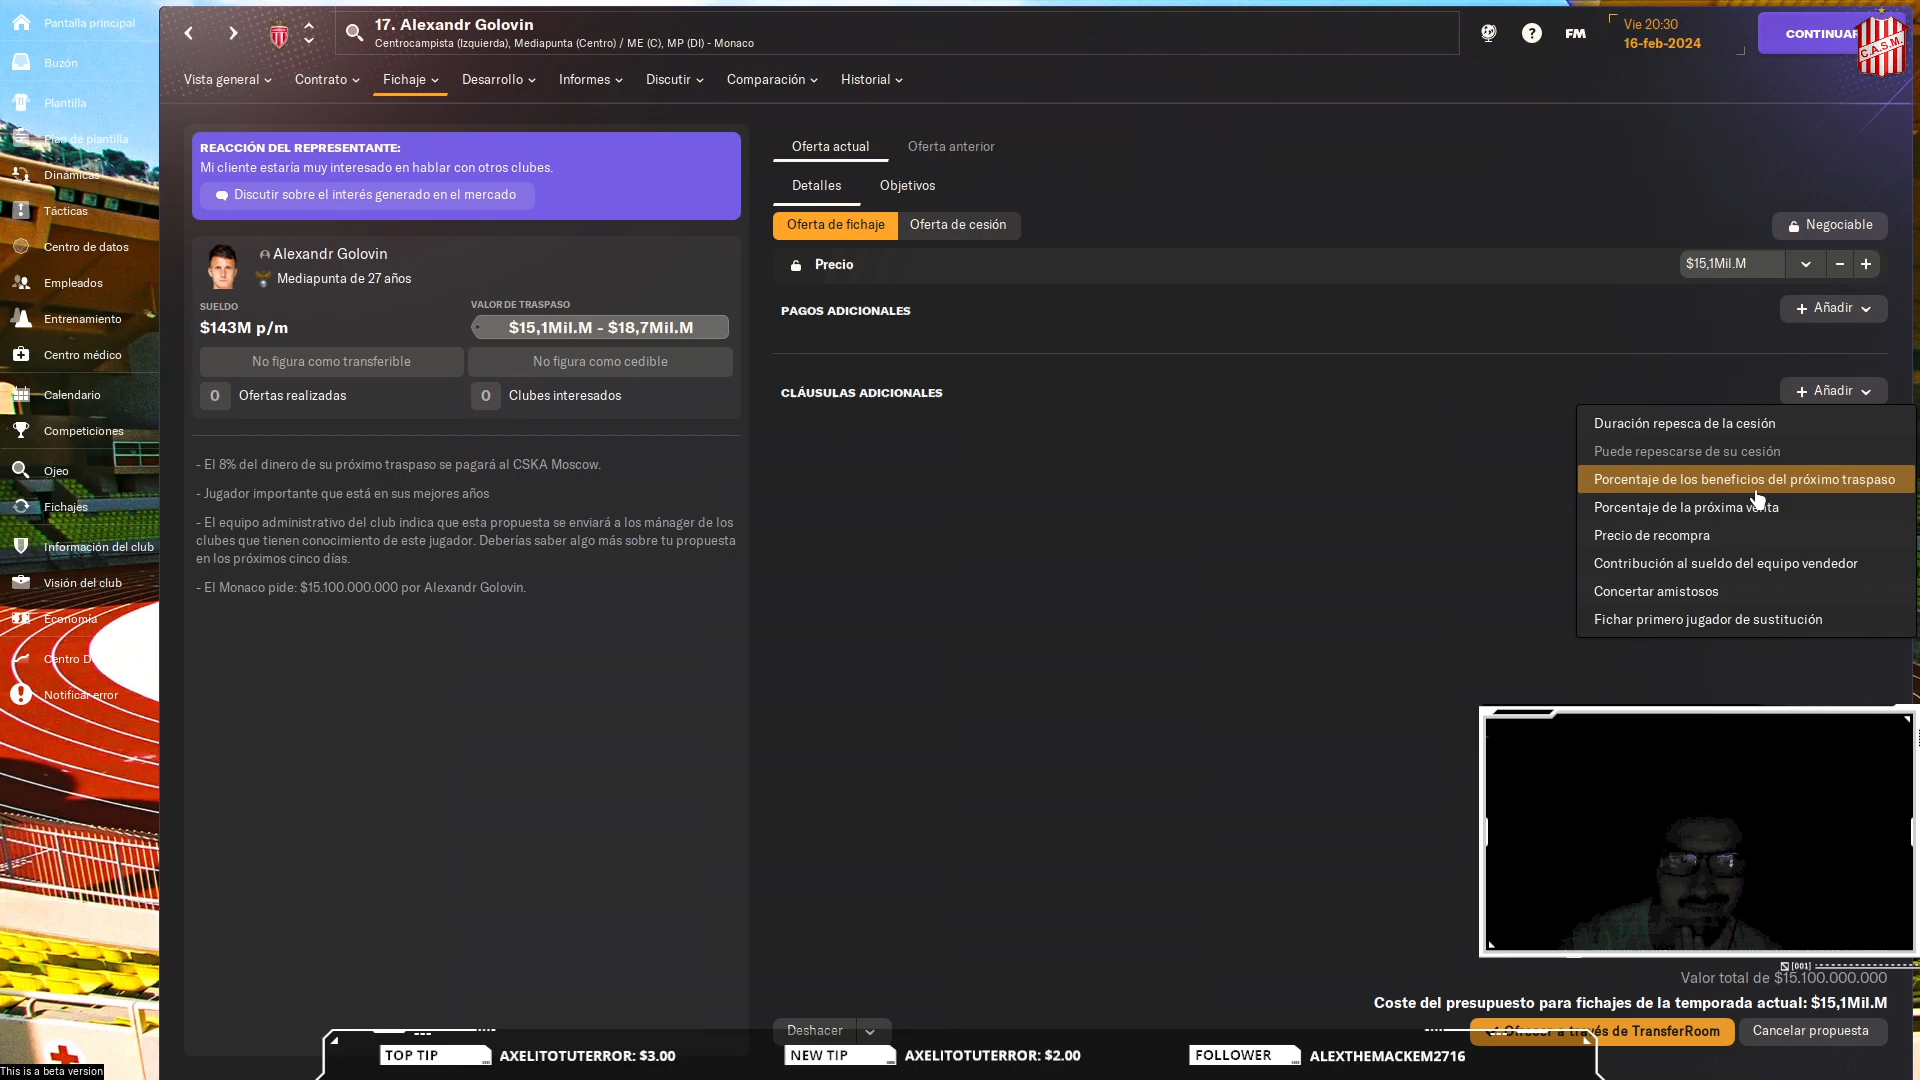 Pantalla principal
Buzón
Plantilla
Plan de plantilla
Dinámicas
Tácticas
Centro de datos
Empleados
Entrenamiento
Centro médico
Calendario
Competiciones
Ojeo
Fichajes
Información del club
Visión del club
Economía
Centro D
Notificar error
This is a beta version
17. Alexandr Golovin
Centrocampista (Izquierda), Mediapunta (Centro) / ME (C), MP (DI) - Monaco
FM
Vie 20:30
16-feb-2024
CONTINUAR
C.A.S.M.
Vista general
Contrato
Fichaje
Desarrollo
Informes
Discutir
Comparación
Historial
REACCIÓN DEL REPRESENTANTE:
Mi cliente estaría muy interesado en hablar con otros clubes.
Discutir sobre el interés generado en el mercado
Alexandr Golovin
Mediapunta de 27 años
SUELDO
$143M p/m
VALOR DE TRASPASO
$15,1Mil.M - $18,7Mil.M
No figura como transferible
No figura como cedible
0 Ofertas realizadas
0 Clubes interesados
- El 8% del dinero de su próximo traspaso se pagará al CSKA Moscow.
- Jugador importante que está en sus mejores años
- El equipo administrativo del club indica que esta propuesta se enviará a los mánager de los
clubes que tienen conocimiento de este jugador. Deberías saber algo más sobre tu propuesta
en los próximos cinco días.
- El Monaco pide: $15.100.000.000 por Alexandr Golovin.
Oferta actual
Oferta anterior
Detalles
Objetivos
Oferta de fichaje
Oferta de cesión
Negociable
Precio
$15,1Mil.M
PAGOS ADICIONALES
+ Añadir
CLÁUSULAS ADICIONALES
+ Añadir
Duración repesca de la cesión
Puede repescarse de su cesión
Porcentaje de los beneficios del próximo traspaso
Porcentaje de la próxima venta
Precio de recompra
Contribución al sueldo del equipo vendedor
Concertar amistosos
Fichar primero jugador de sustitución
[001]
Valor total de $15.100.000.000
Coste del presupuesto para fichajes de la temporada actual: $15,1Mil.M
Deshacer
Ofrecer a través de TransferRoom
Cancelar propuesta
TOP TIP
AXELITOTUTERROR: $3.00
NEW TIP
AXELITOTUTERROR: $2.00
FOLLOWER
ALEXTHEMACKEM2716